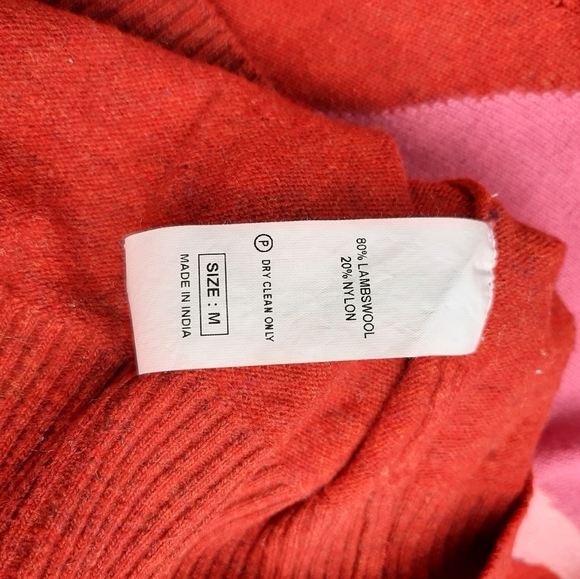 80% LAMBSWOOL
20% NYLON
P DRY CLEAN ONLY
SIZE : M
MADE IN INDIA